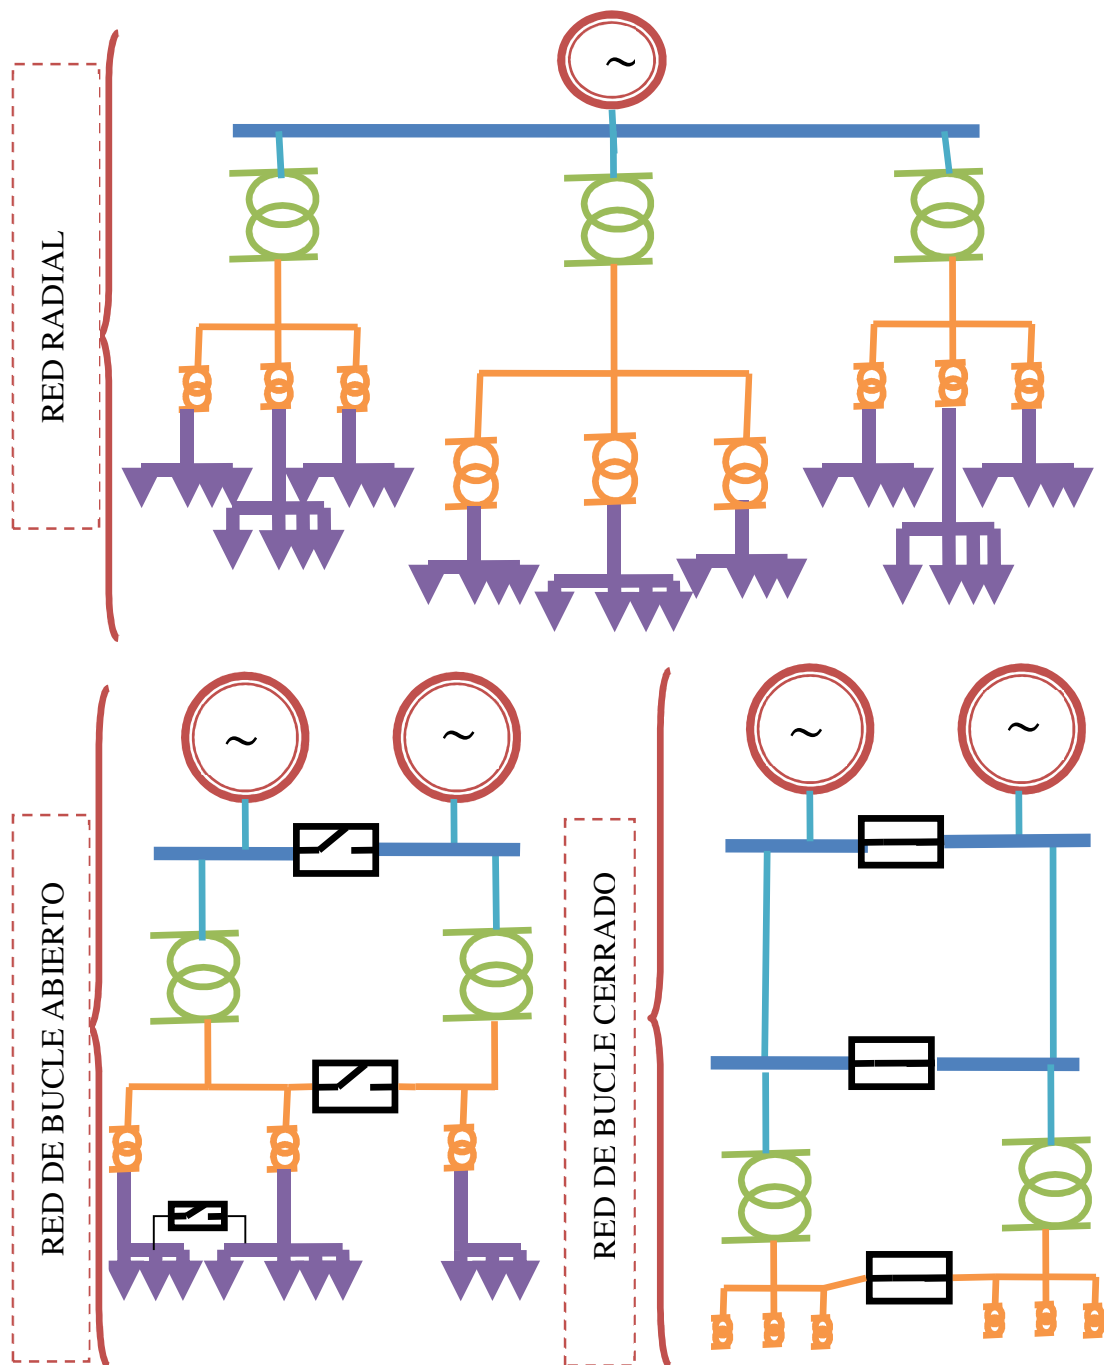 ~
RED RADIAL
~
~
~
~
RED DE BUCLE ABIERTO
RED DE BUCLE CERRADO